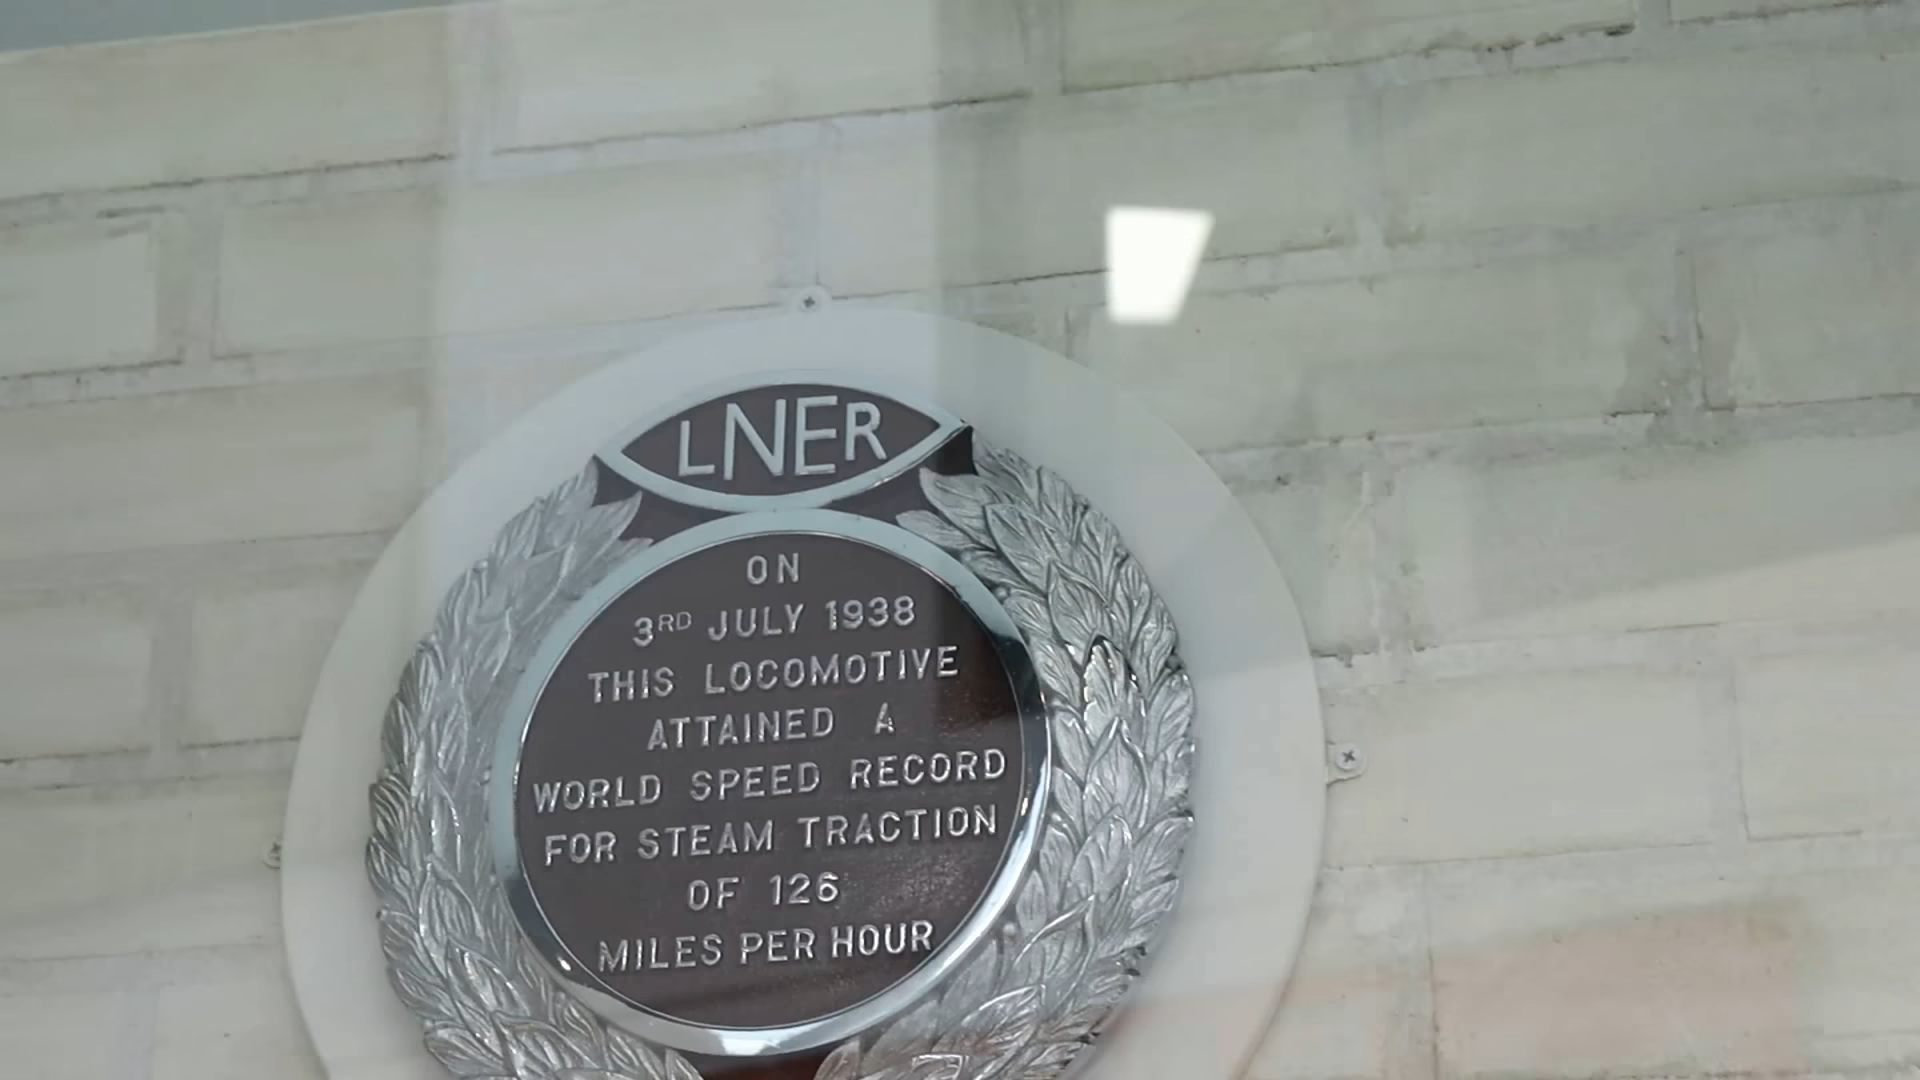 LNER
ON
3RD JULY 1938
THIS LOCOMOTIVE
ATTAINED A
WORLD SPEED RECORD
FOR STEAM TRACTION
OF 126
MILES PER HOUR